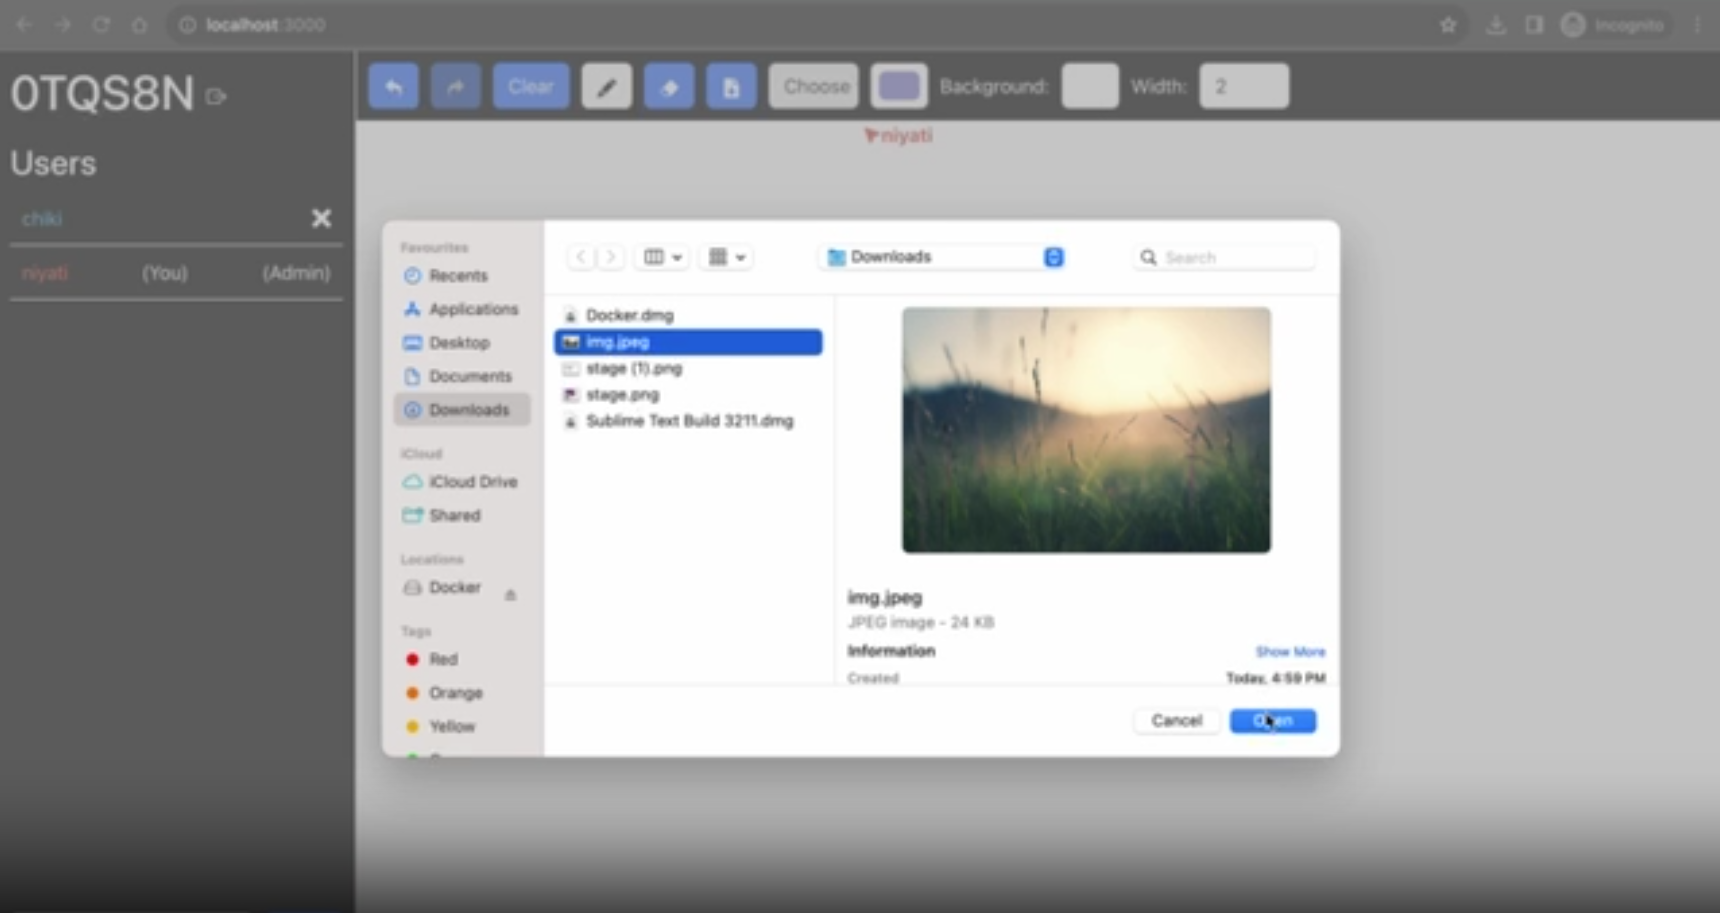 localhost:3000
Incognito
0TQS8N
Users
chiki
niyati (You) (Admin)
Clear
Choose
Background:
Width: 2
niyati
Favourites
Recents
Applications
Desktop
Documents
Downloads
iCloud
iCloud Drive
Shared
Locations
Docker
Tags
Red
Orange
Yellow
Downloads
Search
Docker.dmg
img.jpeg
stage (1).png
stage.png
Sublime Text Build 3211.dmg
img.jpeg
JPEG image - 24 KB
Information Show More
Created Today, 4:59 PM
Cancel
Open